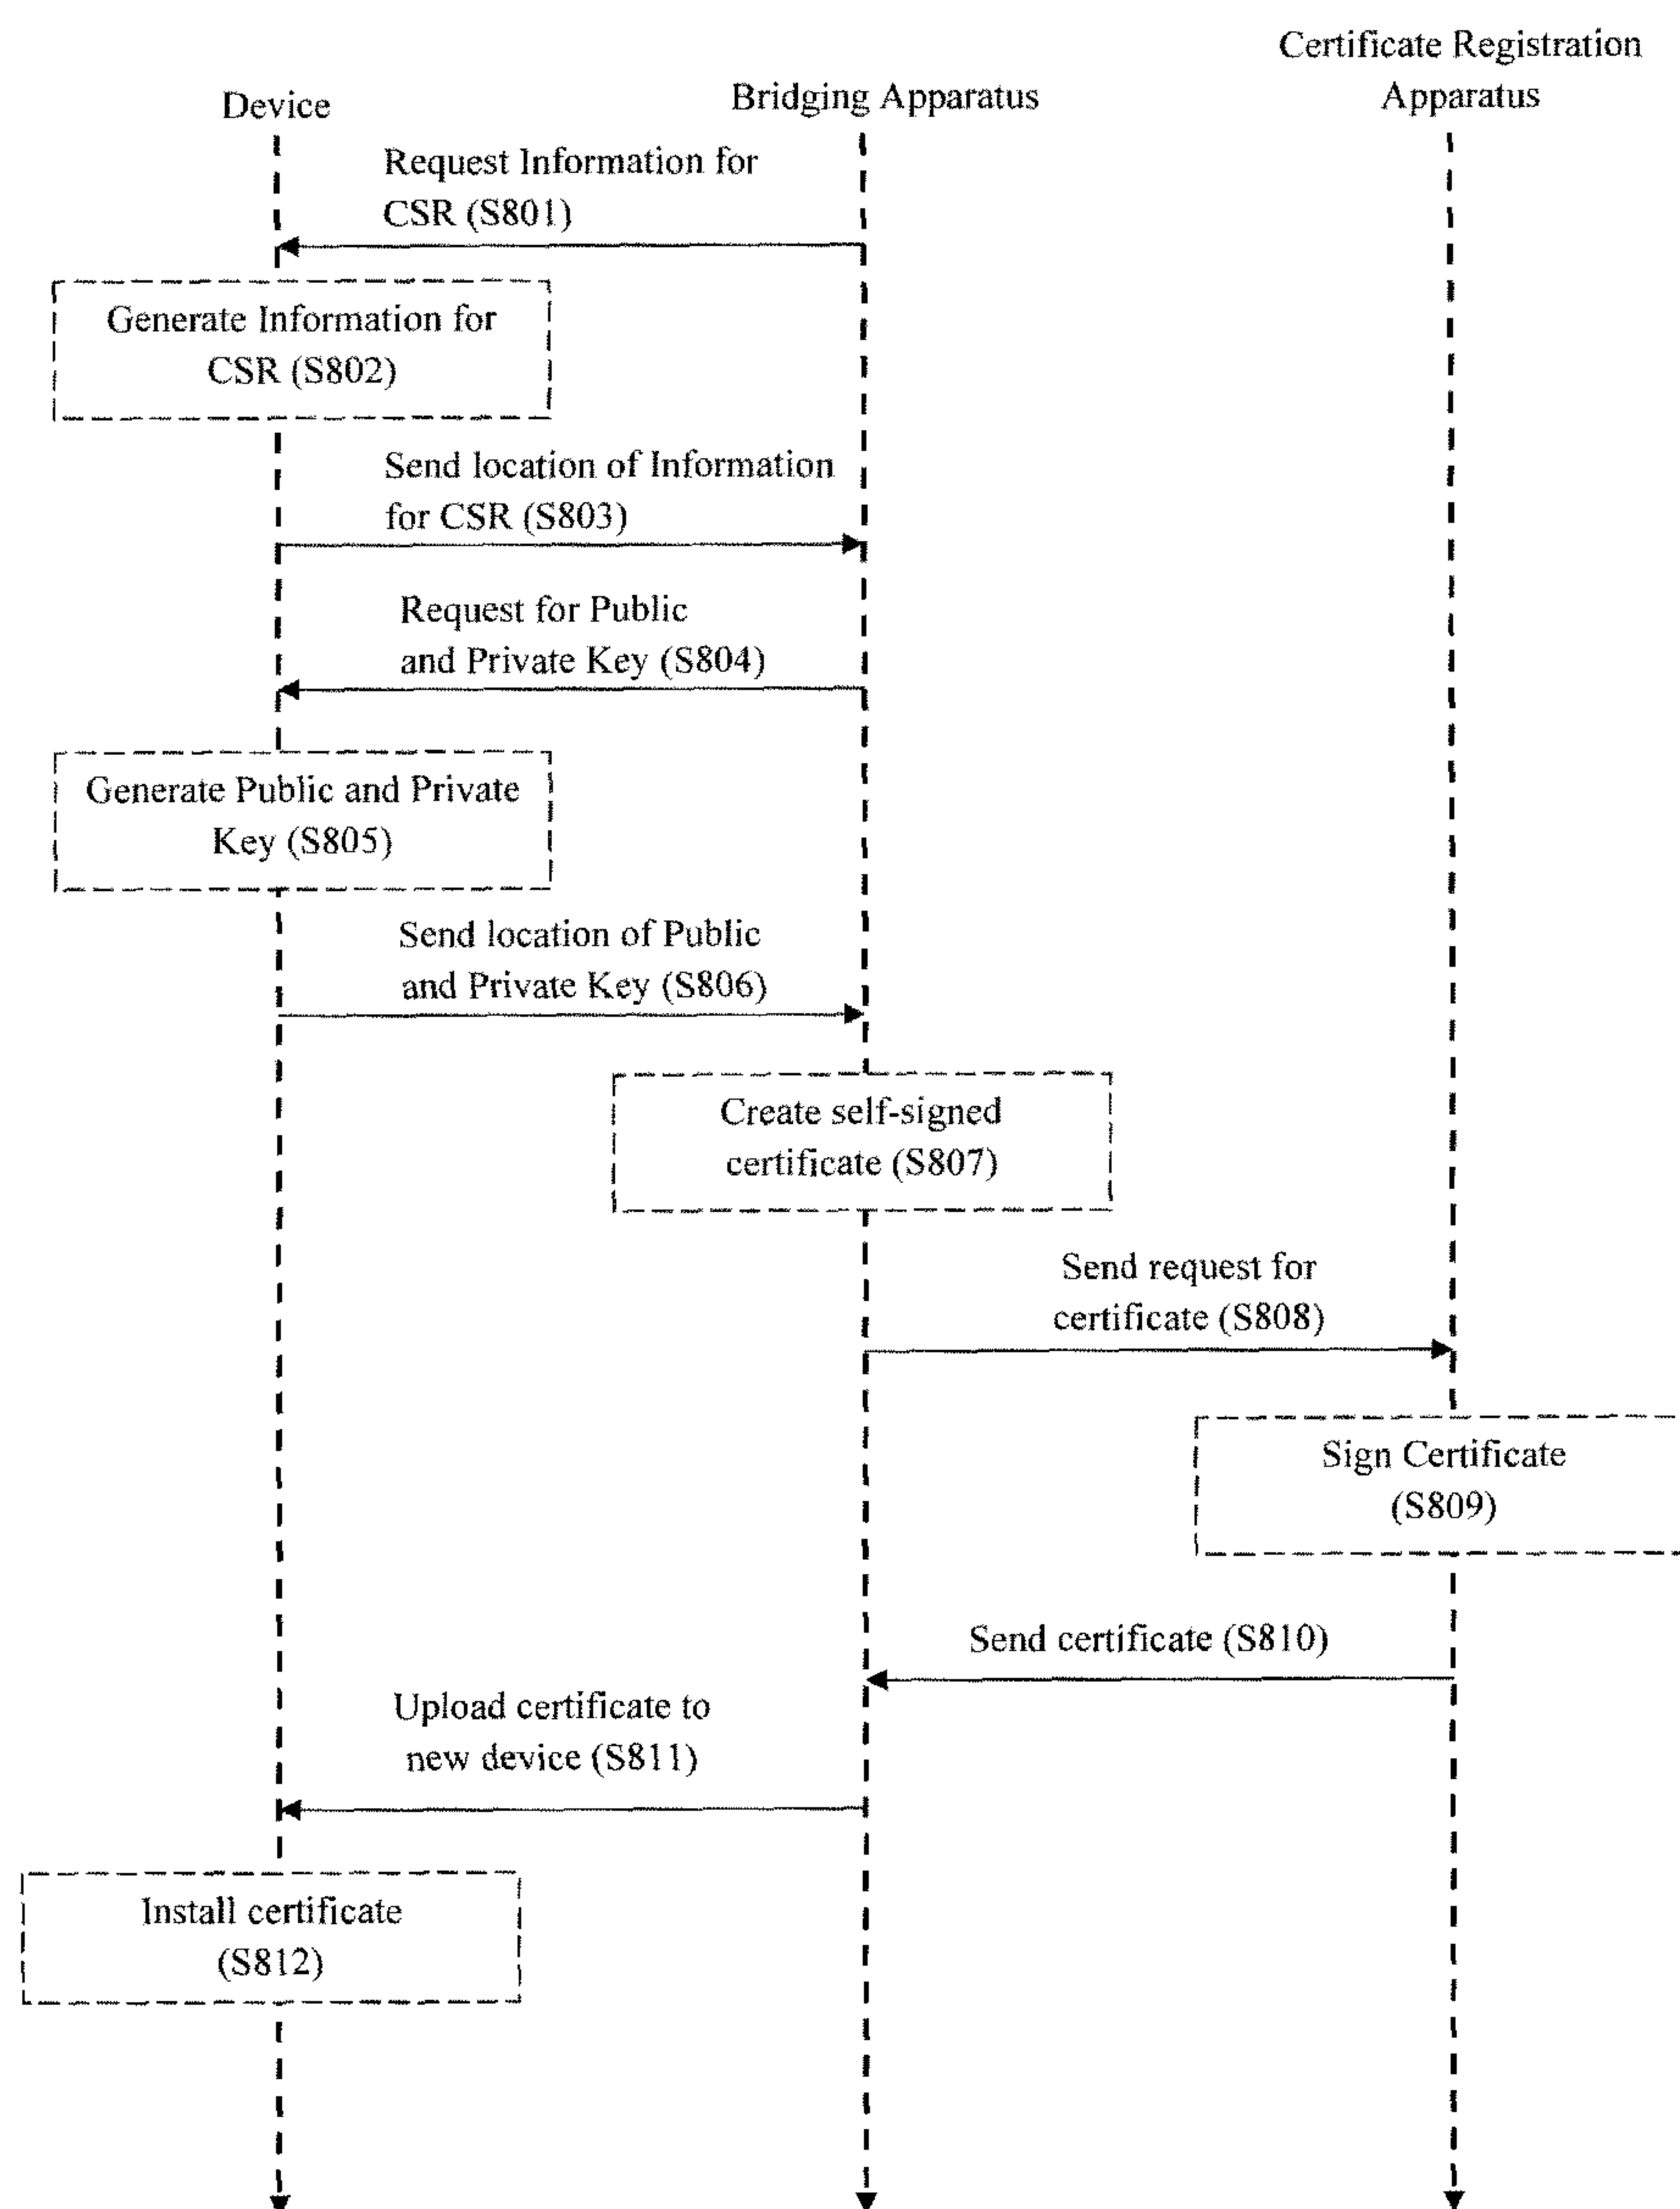 Certificate Registration
Apparatus
Device
Bridging Apparatus
Request Information for
CSR (S801)
Generate Information for
CSR (S802)
Send location of Information
for CSR (S803)
Request for Public
and Private Key (S804)
Generate Public and Private
Key (S805)
Send location of Public
and Private Key (S806)
Create self-signed
certificate (S807)
Send request for
certificate (S808)
Sign Certificate
(S809)
Send certificate (S810)
Upload certificate to
new device (S811)
Install certificate
(S812)